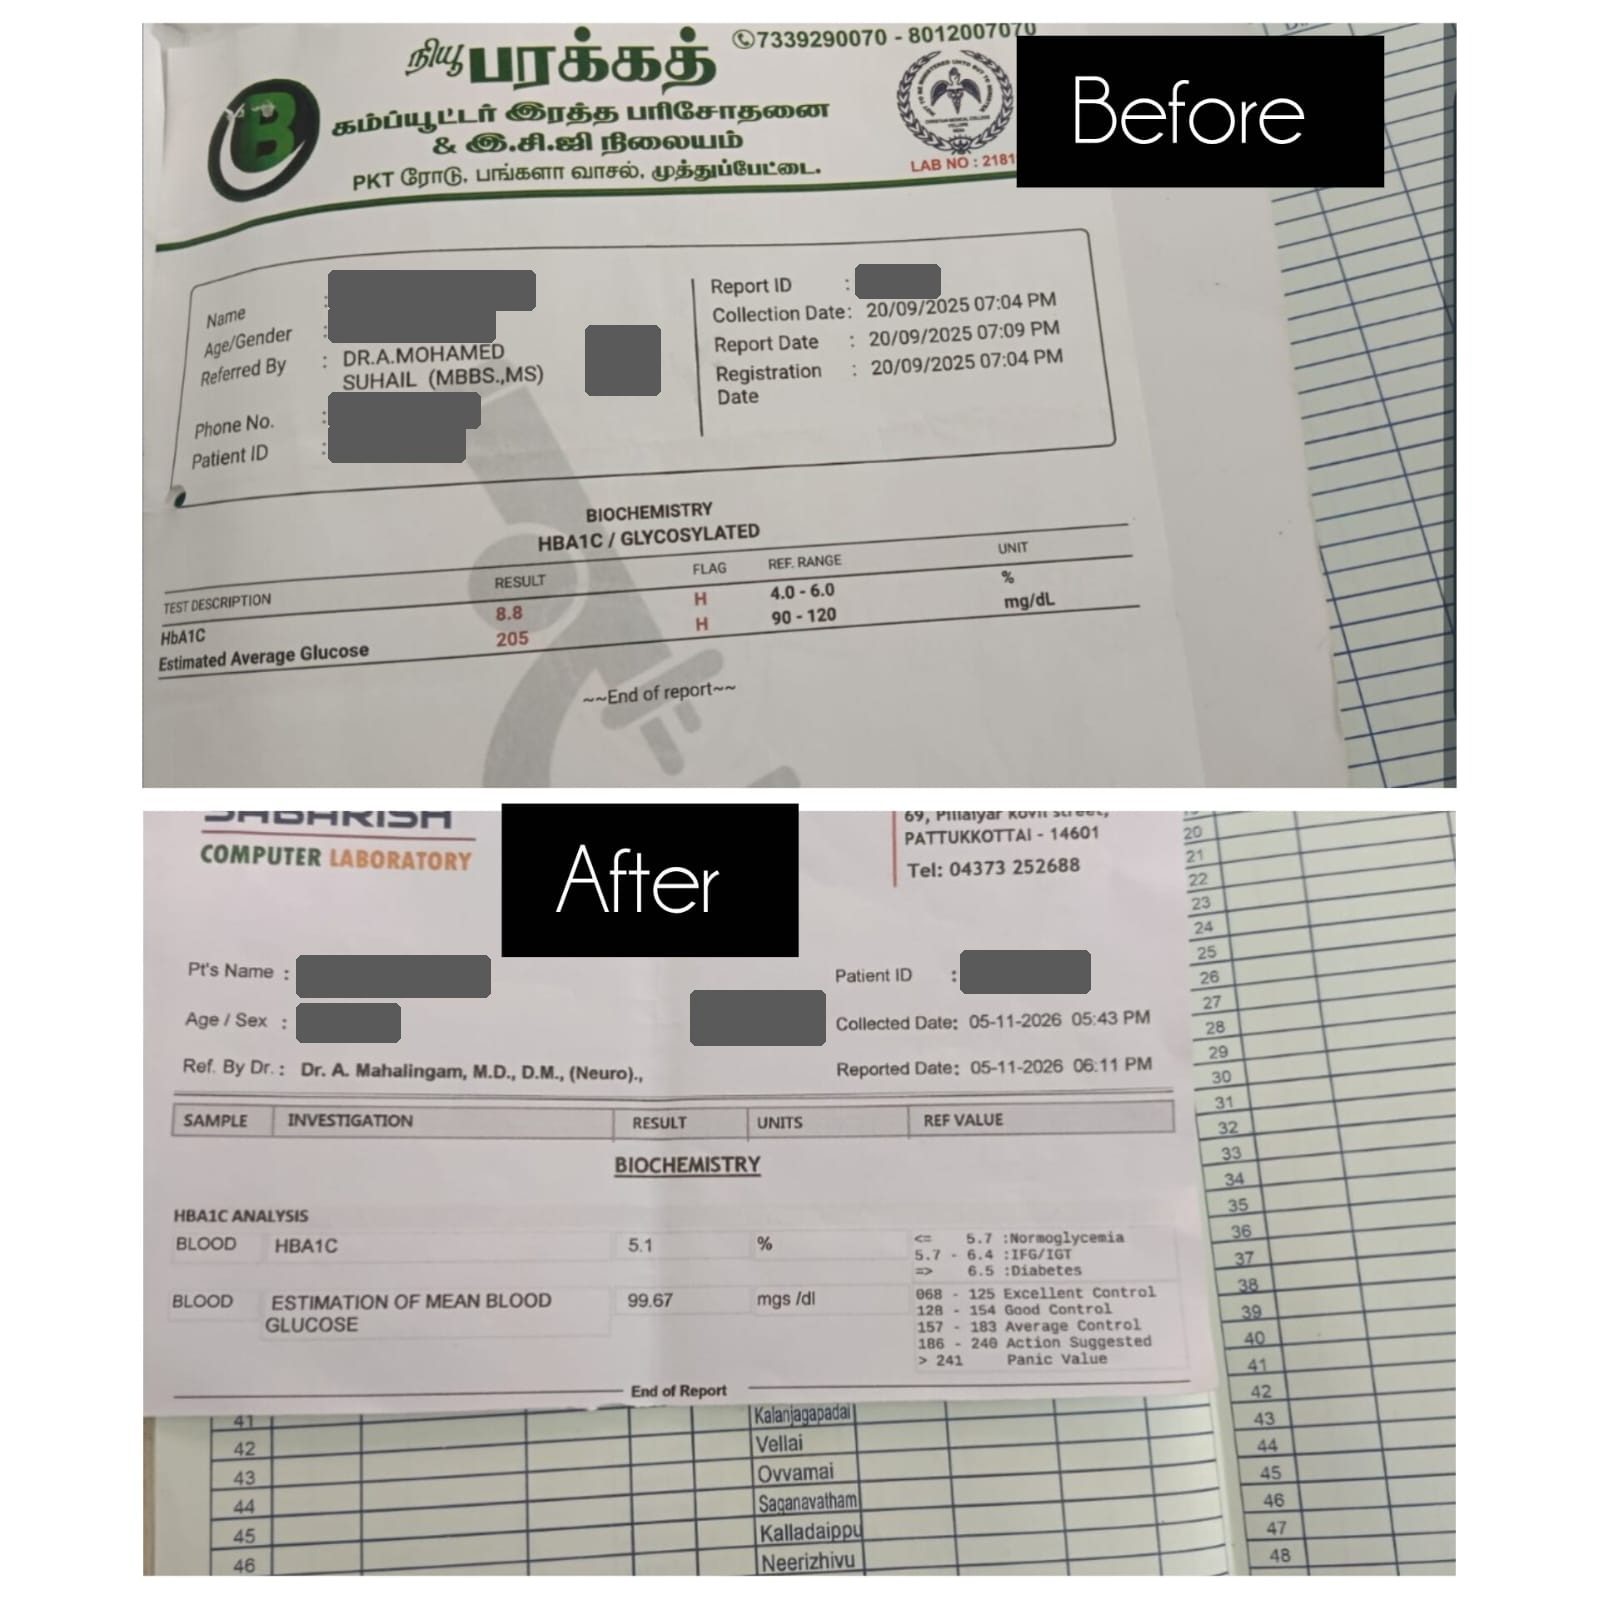 நியூ பரக்கத்
7339290070 - 8012007070
கம்ப்யூட்டர் இரத்த பரிசோதனை
& இ.சி.ஜி நிலையம்
PKT ரோடு, பங்களா வாசல், முத்துப்பேட்டை.
CHRISTIAN MEDICAL COLLEGE
VELLORE
INDIA
LAB NO : 2181
Before
B
Name :
Age/Gender :
Referred By : DR.A.MOHAMED
SUHAIL (MBBS.,MS)
Phone No. :
Patient ID :
Report ID :
Collection Date: 20/09/2025 07:04 PM
Report Date : 20/09/2025 07:09 PM
Registration : 20/09/2025 07:04 PM
Date
BIOCHEMISTRY
HBA1C / GLYCOSYLATED
TEST DESCRIPTION RESULT FLAG REF. RANGE UNIT
HbA1C 8.8 H 4.0 - 6.0 %
Estimated Average Glucose 205 H 90 - 120 mg/dL
~~End of report~~
SABARISH
COMPUTER LABORATORY
After
69, Pillaiyar Kovil Street,
PATTUKKOTTAI - 14601
Tel: 04373 252688
Pt's Name :
Age / Sex :
Ref. By Dr. : Dr. A. Mahalingam, M.D., D.M., (Neuro).,
Patient ID :
Collected Date: 05-11-2026 05:43 PM
Reported Date: 05-11-2026 06:11 PM
SAMPLE INVESTIGATION RESULT UNITS REF VALUE
BIOCHEMISTRY
HBA1C ANALYSIS
BLOOD HBA1C 5.1 %
<= 5.7 :Normoglycemia
5.7 - 6.4 :IFG/IGT
=> 6.5 :Diabetes
BLOOD ESTIMATION OF MEAN BLOOD GLUCOSE 99.67 mgs /dl
068 - 125 Excellent Control
128 - 154 Good Control
157 - 183 Average Control
186 - 240 Action Suggested
> 241 Panic Value
End of Report
41 Kalanjagapadai
42 Vellai
43 Ovvamai
44 Saganavatham
45 Kalladaippu
46 Neerizhivu
20
21
22
23
24
25
26
27
28
29
30
31
32
33
34
35
36
37
38
39
40
41
42
43
44
45
46
47
48